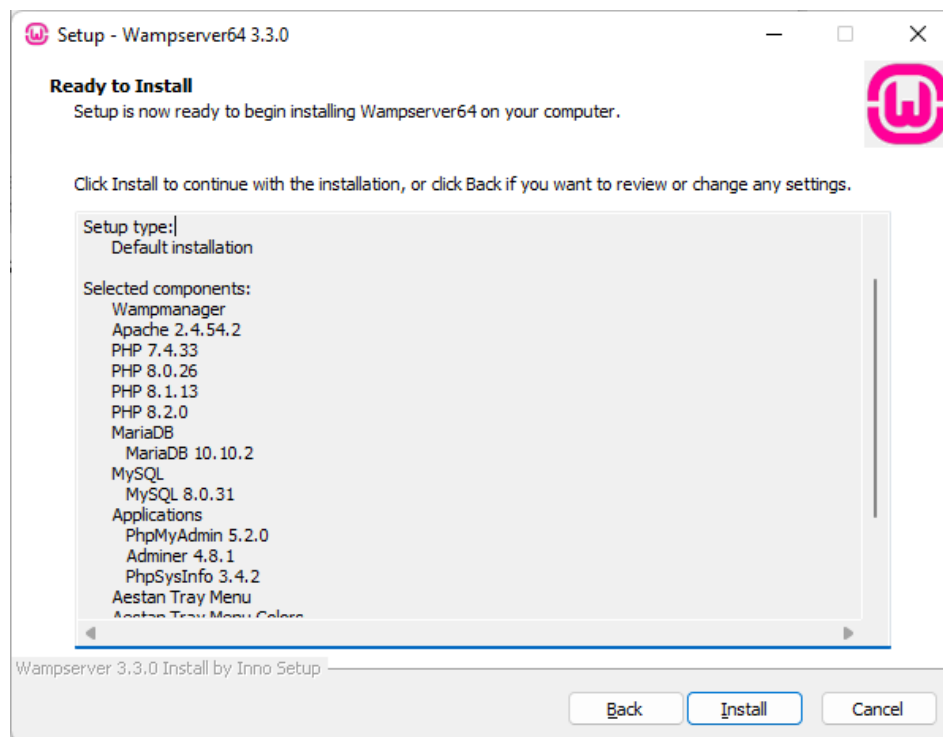 Setup - Wampserver64 3.3.0
Ready to Install
Setup is now ready to begin installing Wampserver64 on your computer.
Click Install to continue with the installation, or click Back if you want to review or change any settings.
Setup type:
Default installation
Selected components:
Wampmanager
Apache 2.4.54.2
PHP 7.4.33
PHP 8.0.26
PHP 8.1.13
PHP 8.2.0
MariaDB
MariaDB 10.10.2
MySQL
MySQL 8.0.31
Applications
PhpMyAdmin 5.2.0
Adminer 4.8.1
PhpSysInfo 3.4.2
Aestan Tray Menu
Aestan Tray Menu Colors
Wampserver 3.3.0 Install by Inno Setup
Back Install Cancel